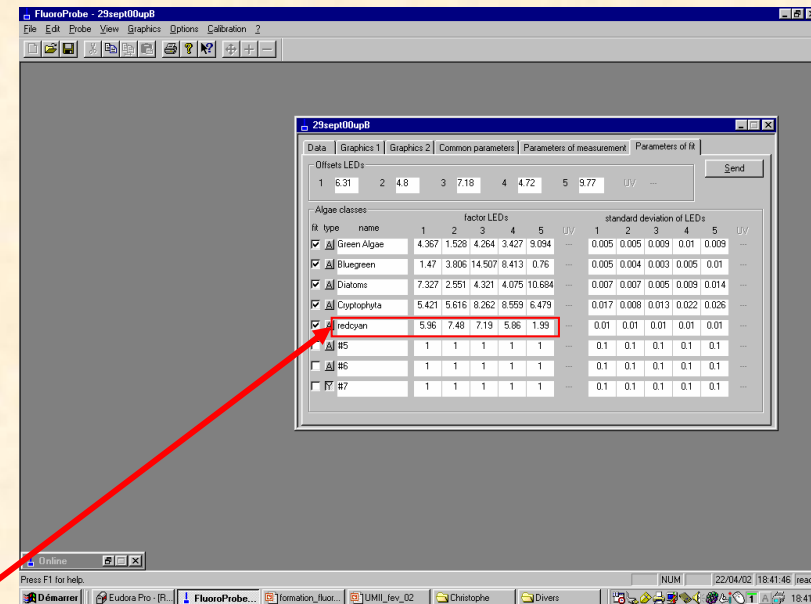 FluoroProbe - 29sept00upB
File Edit Probe View Graphics Options Calibration ?
29sept00upB
Data Graphics 1 Graphics 2 Common parameters Parameters of measurement Parameters of fit
Offsets LEDs
Send
1 6.31 2 4.8 3 7.18 4 4.72 5 9.77 UV ---
Algae classes
factor LEDs standard deviation of LEDs
fit type name 1 2 3 4 5 UV 1 2 3 4 5 UV
A Green Algae 4.367 1.528 4.264 3.427 9.094 --- 0.005 0.005 0.009 0.01 0.009 ---
A Bluegreen 1.47 3.806 14.507 8.413 0.76 --- 0.005 0.004 0.003 0.005 0.01 ---
A Diatoms 7.327 2.551 4.321 4.075 10.684 --- 0.007 0.007 0.005 0.009 0.014 ---
A Cryptophyta 5.421 5.616 8.262 8.559 6.479 --- 0.017 0.008 0.013 0.022 0.026 ---
A redcyan 5.96 7.48 7.19 5.86 1.99 --- 0.01 0.01 0.01 0.01 0.01 ---
A #5 1 1 1 1 1 --- 0.1 0.1 0.1 0.1 0.1 ---
A #6 1 1 1 1 1 --- 0.1 0.1 0.1 0.1 0.1 ---
Y #7 1 1 1 1 1 --- 0.1 0.1 0.1 0.1 0.1 ---
Online
Press F1 for help.
NUM 22/04/02 18:41:46 read
Démarrer Eudora Pro - [R... FluoroProbe... formation_fluor... UMII_fev_02 Christophe Divers 18:41